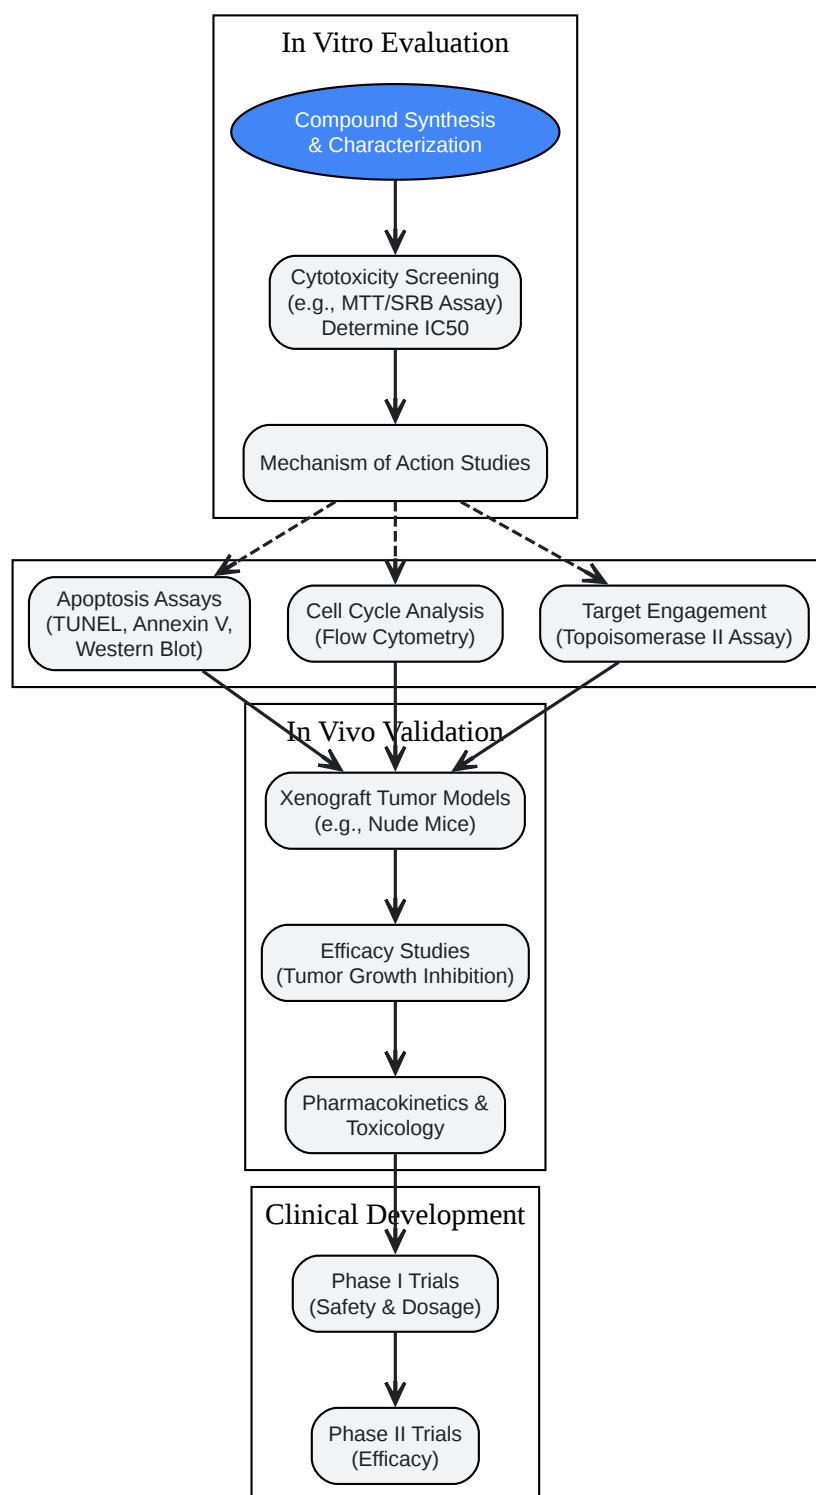 In Vitro Evaluation
Compound Synthesis
& Characterization
Cytotoxicity Screening
(e.g., MTT/SRB Assay)
Determine IC50
Mechanism of Action Studies
Apoptosis Assays
(TUNEL, Annexin V,
Western Blot)
Cell Cycle Analysis
(Flow Cytometry)
Target Engagement
(Topoisomerase II Assay)
In Vivo Validation
Xenograft Tumor Models
(e.g., Nude Mice)
Efficacy Studies
(Tumor Growth Inhibition)
Pharmacokinetics &
Toxicology
Clinical Development
Phase I Trials
(Safety & Dosage)
Phase II Trials
(Efficacy)